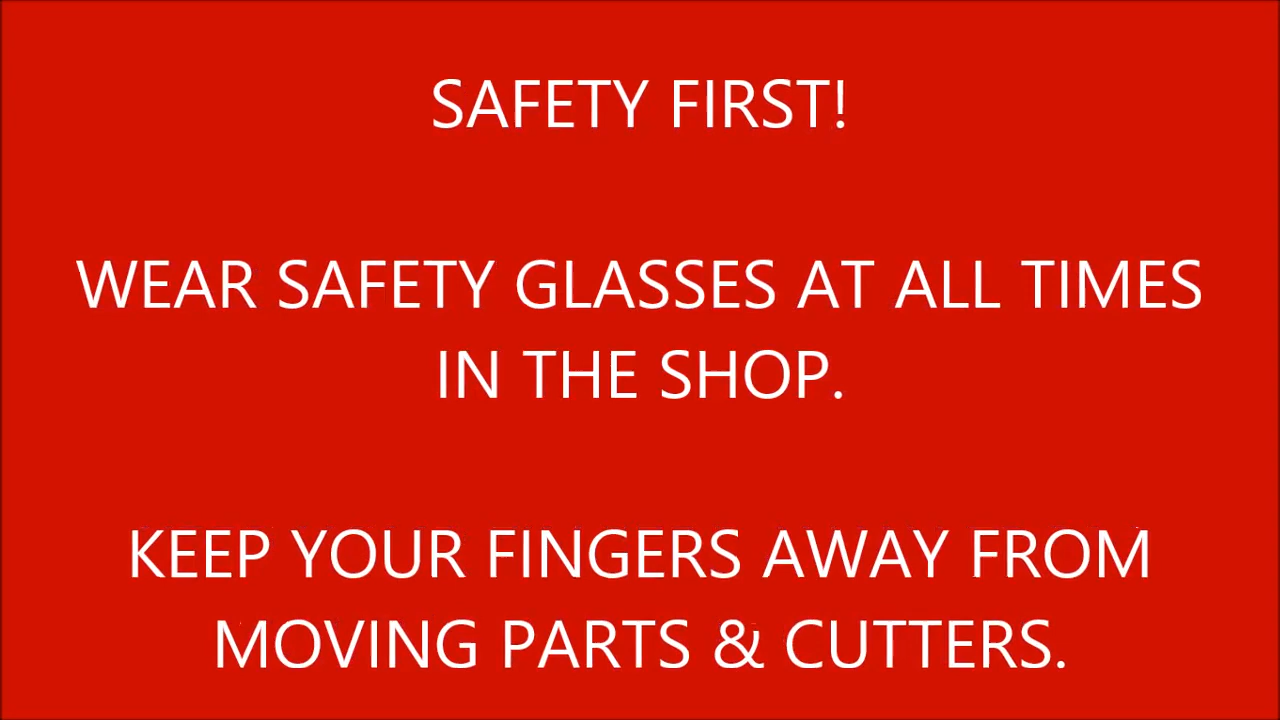 SAFETY FIRST!
WEAR SAFETY GLASSES AT ALL TIMES
IN THE SHOP.
KEEP YOUR FINGERS AWAY FROM
MOVING PARTS & CUTTERS.